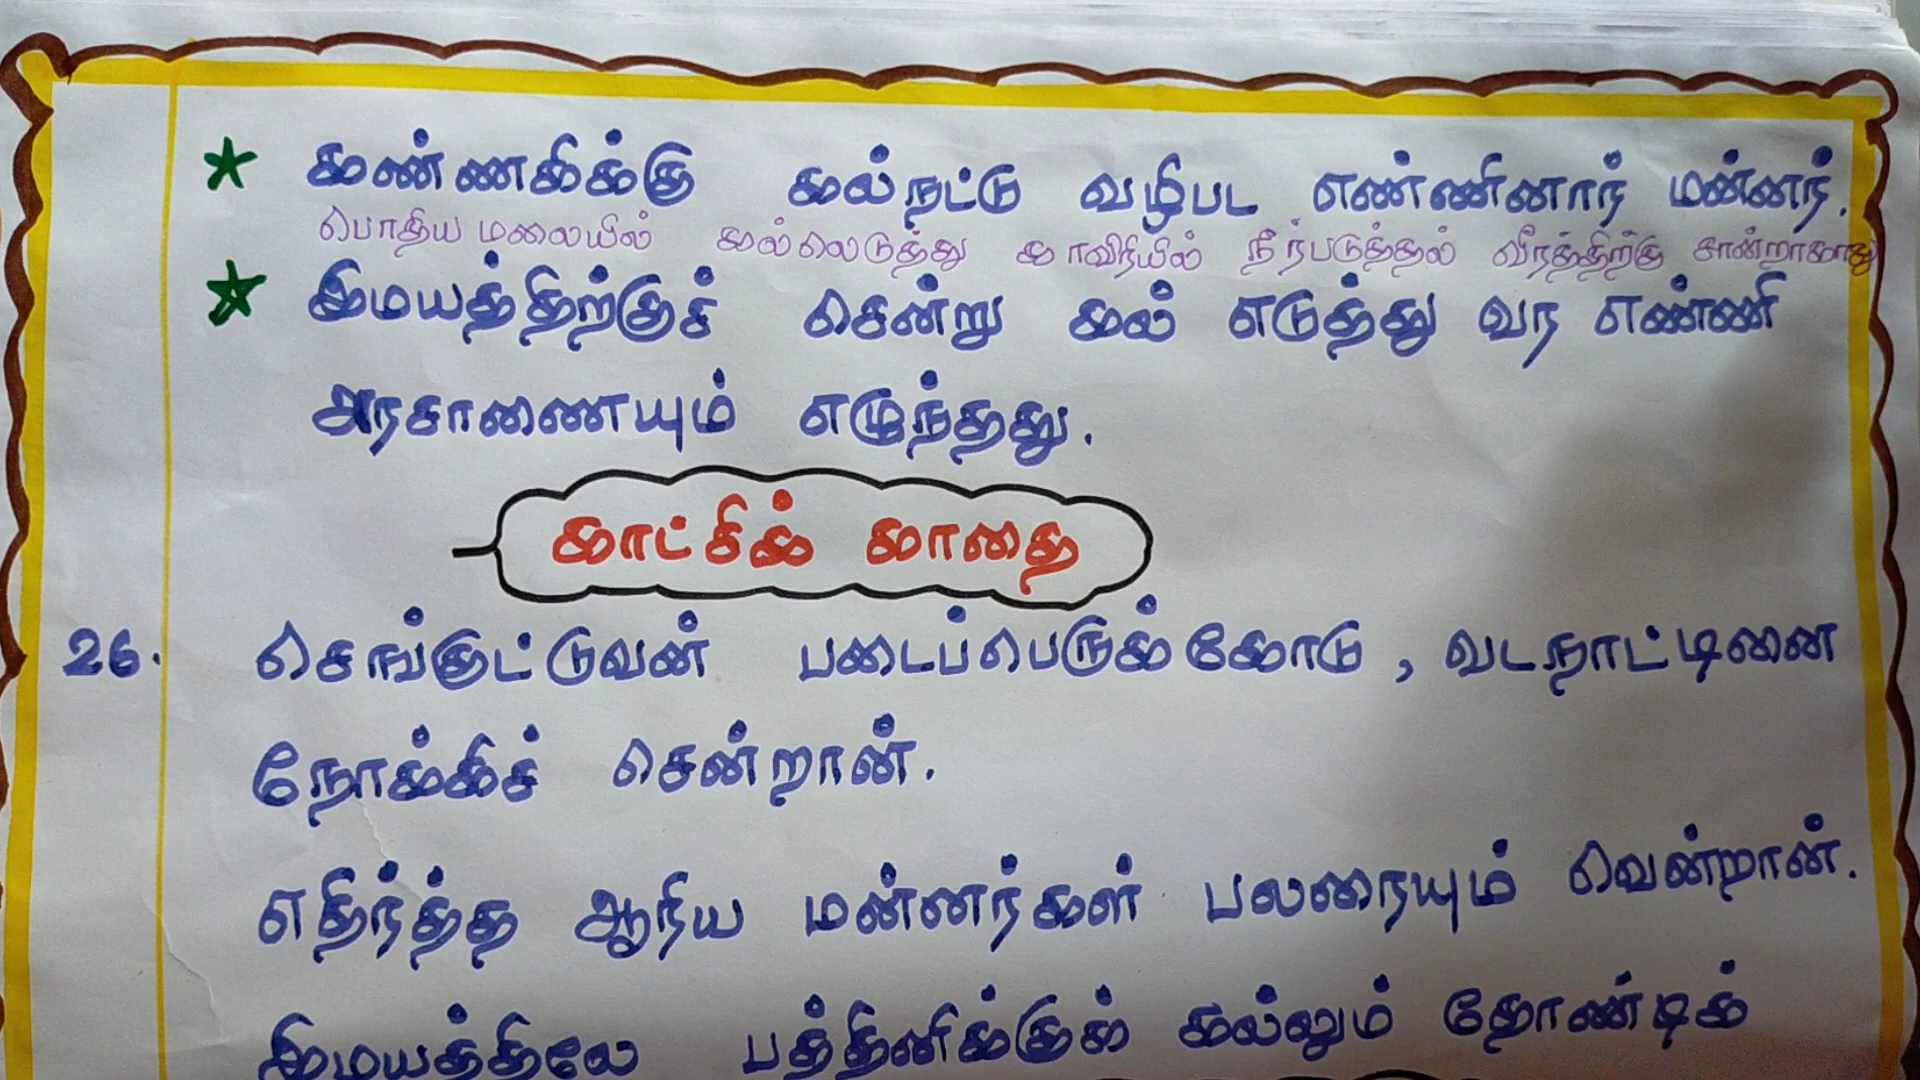 ★ கண்ணகிக்கு கல்நட்டு வழிபட எண்ணினார் மன்னர்.
பொதிய மலையில் கல்லெடுத்து காவிரியில் நீர்படுத்தல் வீரத்திற்கு சான்றாகாது
★ இமயத்திற்குச் சென்று கல் எடுத்து வர எண்ணி
அரசாணையும் எழுந்தது.
காட்சிக் காதை
26. செங்குட்டுவன் படைப்பெருக்கோடு, வடநாட்டினை
நோக்கிச் சென்றான்.
எதிர்த்த ஆரிய மன்னர்கள் பலரையும் வென்றான்.
இமயத்திலே பத்தினிக்குக் கல்லும் தோண்டிக்